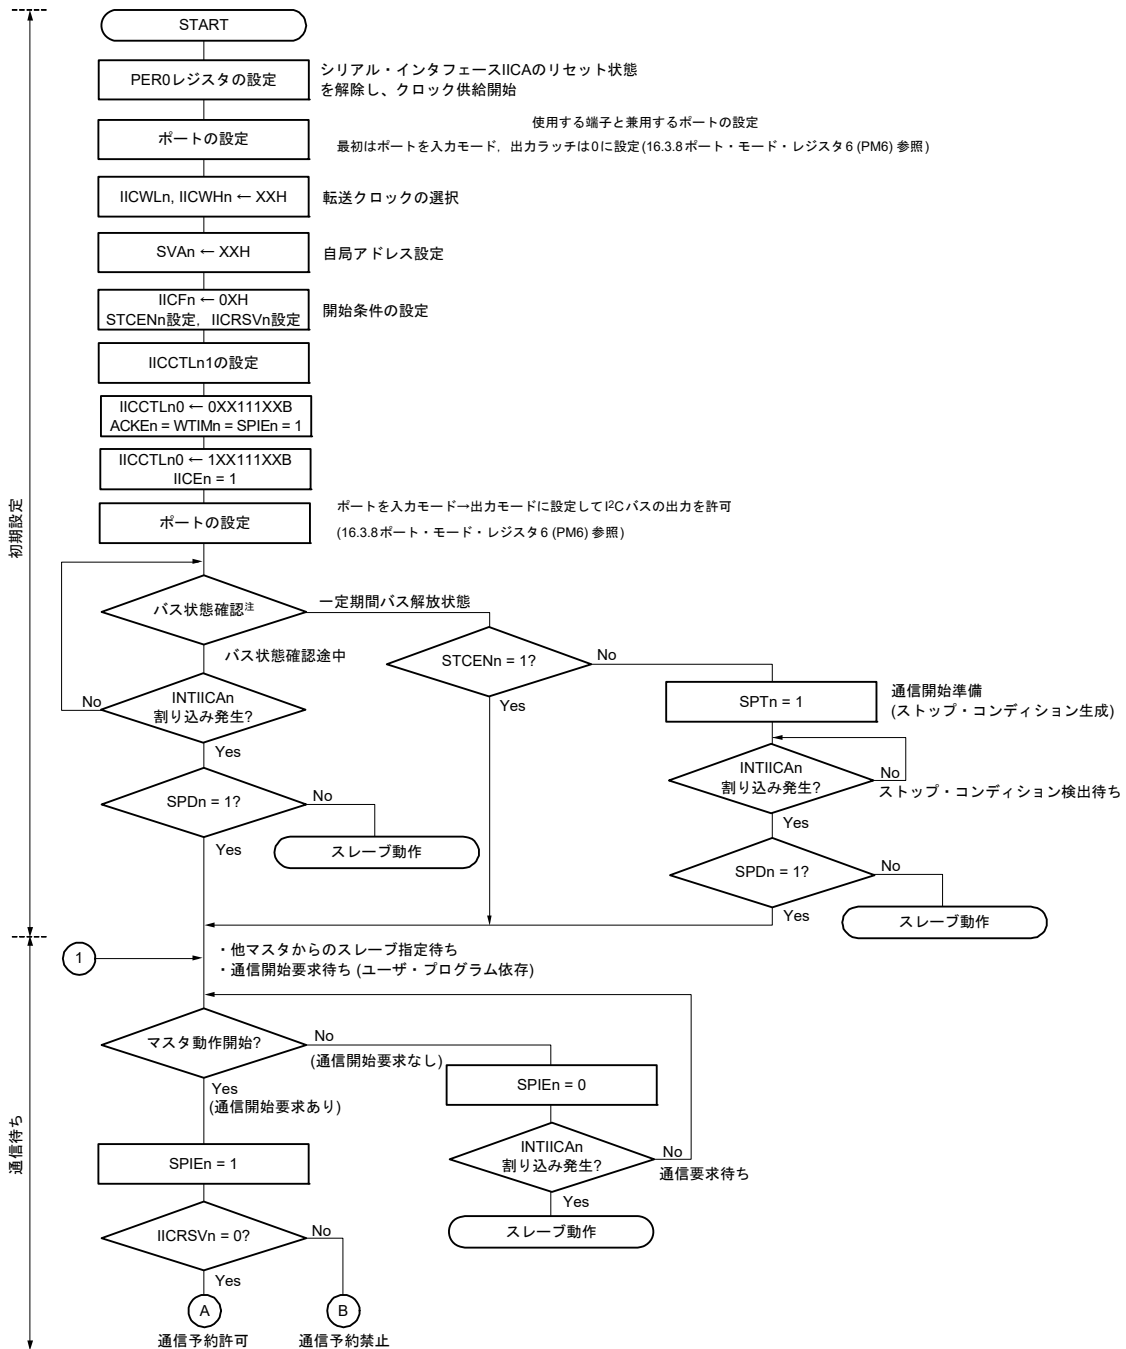 START
PER0レジスタの設定
シリアル・インタフェースIICAのリセット状態
を解除し、クロック供給開始
ポートの設定
使用する端子と兼用するポートの設定
最初はポートを入力モード，出力ラッチは0に設定(16.3.8ポート・モード・レジスタ6 (PM6) 参照)
IICWLn, IICWHn ← XXH
転送クロックの選択
SVAn ← XXH
自局アドレス設定
IICFn ← 0XH
STCENn設定，IICRSVn設定
開始条件の設定
IICCTLn1の設定
IICCTLn0 ← 0XX111XXB
ACKEn = WTIMn = SPIEn = 1
IICCTLn0 ← 1XX111XXB
IICEn = 1
ポートの設定
ポートを入力モード→出力モードに設定してI²Cバスの出力を許可
(16.3.8ポート・モード・レジスタ6 (PM6) 参照)
初期設定
バス状態確認注
一定期間バス解放状態
バス状態確認途中
STCENn = 1?
No
Yes
SPTn = 1
通信開始準備
(ストップ・コンディション生成)
No
INTIICAn
割り込み発生?
Yes
INTIICAn
割り込み発生?
No
ストップ・コンディション検出待ち
Yes
SPDn = 1?
No
Yes
スレーブ動作
SPDn = 1?
No
Yes
スレーブ動作
1
・他マスタからのスレーブ指定待ち
・通信開始要求待ち (ユーザ・プログラム依存)
マスタ動作開始?
No
(通信開始要求なし)
Yes
(通信開始要求あり)
SPIEn = 0
通信待ち
SPIEn = 1
INTIICAn
割り込み発生?
No
通信要求待ち
Yes
スレーブ動作
IICRSVn = 0?
No
Yes
A
B
通信予約許可
通信予約禁止